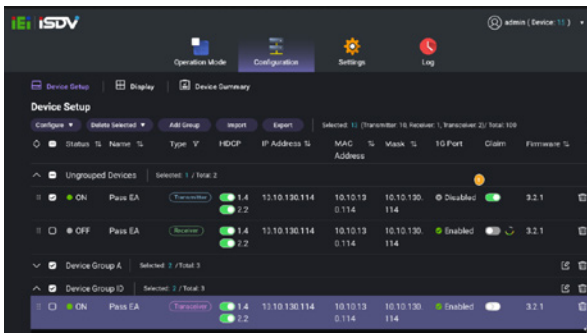 iEi iSDV
admin ( Device: 15 )
Operation Mode Configuration Settings Log
Device Setup Display Device Summary
Device Setup
Configure Delete Selected Add Group Import Export Selected: 13 (Transmitter: 10, Receiver: 1, Transceiver: 2)/ Total: 100
Status Name Type HDCP IP Address MAC Address Mask 1G Port Claim Firmware
Ungrouped Devices Selected: 1 / Total: 2
ON Pass EA Transmitter 1.4 10.10.130.114 10.10.13 10.10.130. Disabled 3.2.1
2.2 0.114 114
OFF Pass EA Receiver 1.4 13.10.130.114 10.10.13 10.10.130. Enabled 3.2.1
2.2 0.114 114
Device Group A Selected: 2 / Total: 3
Device Group ID Selected: 2 / Total: 3
ON Pass EA Transceiver 1.4 13.10.130.114 10.10.13 10.10.130. Enabled 3.2.1
2.2 0.114 114